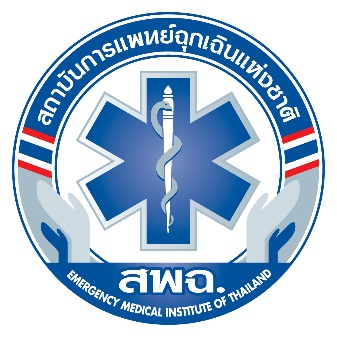 สถาบันการแพทย์ฉุกเฉินแห่งชาติ
สพฉ.
EMERGENCY MEDICAL INSTITUTE OF THAILAND